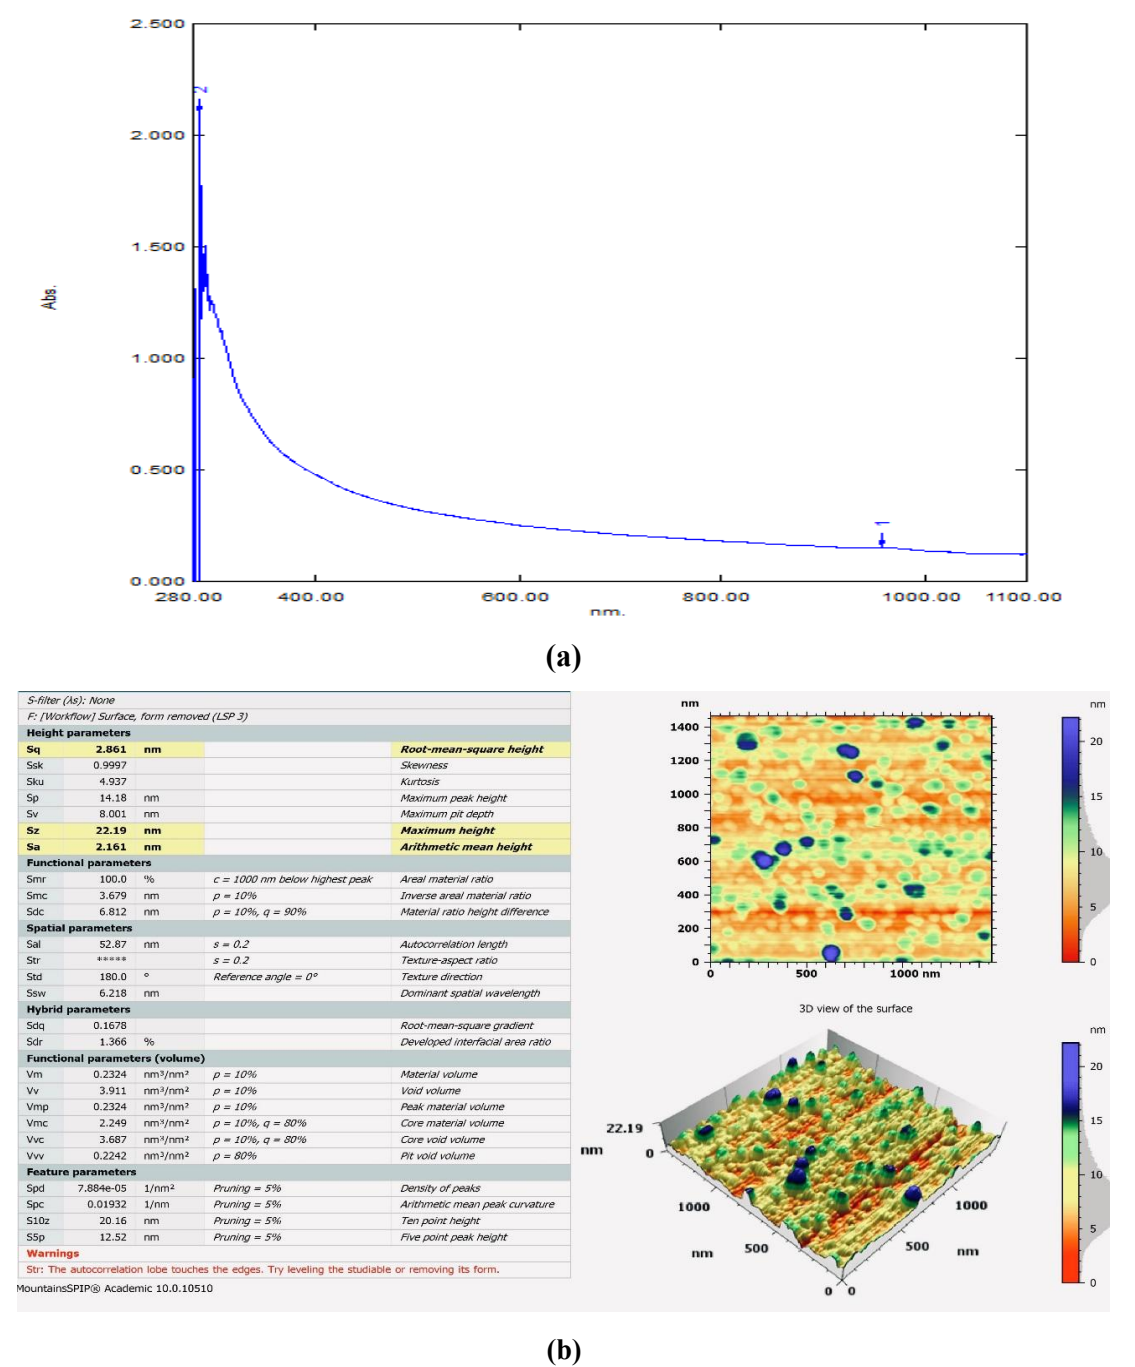 2.500
2
2.000
1.500
Abs.
1.000
0.500
1
0.000
280.00 400.00 600.00 800.00 1000.00 1100.00
nm.
(a)
S-filter (λs): None
F: [Workflow] Surface, form removed (LSP 3)
Height parameters
Sq 2.861 nm Root-mean-square height
Ssk 0.9997 Skewness
Sku 4.937 Kurtosis
Sp 14.18 nm Maximum peak height
Sv 8.001 nm Maximum pit depth
Sz 22.19 nm Maximum height
Sa 2.161 nm Arithmetic mean height
Functional parameters
Smr 100.0 % c = 1000 nm below highest peak Areal material ratio
Smc 3.679 nm p = 10% Inverse areal material ratio
Sdc 6.812 nm p = 10%, q = 90% Material ratio height difference
Spatial parameters
Sal 52.87 nm s = 0.2 Autocorrelation length
Str ***** s = 0.2 Texture-aspect ratio
Std 180.0 ° Reference angle = 0° Texture direction
Ssw 6.218 nm Dominant spatial wavelength
Hybrid parameters
Sdq 0.1678 Root-mean-square gradient
Sdr 1.366 % Developed interfacial area ratio
Functional parameters (volume)
Vm 0.2324 nm³/nm² p = 10% Material volume
Vv 3.911 nm³/nm² p = 10% Void volume
Vmp 0.2324 nm³/nm² p = 10% Peak material volume
Vmc 2.249 nm³/nm² p = 10%, q = 80% Core material volume
Vvc 3.687 nm³/nm² p = 10%, q = 80% Core void volume
Vvv 0.2242 nm³/nm² p = 80% Pit void volume
Feature parameters
Spd 7.884e-05 1/nm² Pruning = 5% Density of peaks
Spc 0.01932 1/nm Pruning = 5% Arithmetic mean peak curvature
S10z 20.16 nm Pruning = 5% Ten point height
S5p 12.52 nm Pruning = 5% Five point peak height
Warnings
Str: The autocorrelation lobe touches the edges. Try leveling the studiable or removing its form.
MountainsSPIP® Academic 10.0.10510
nm
1400
1200
1000
800
600
400
200
0
0 500 1000 nm
nm
20
15
10
5
0
3D view of the surface
22.19
nm
0
1000
nm
500
0 0
500
nm
1000
nm
20
15
10
5
0
(b)